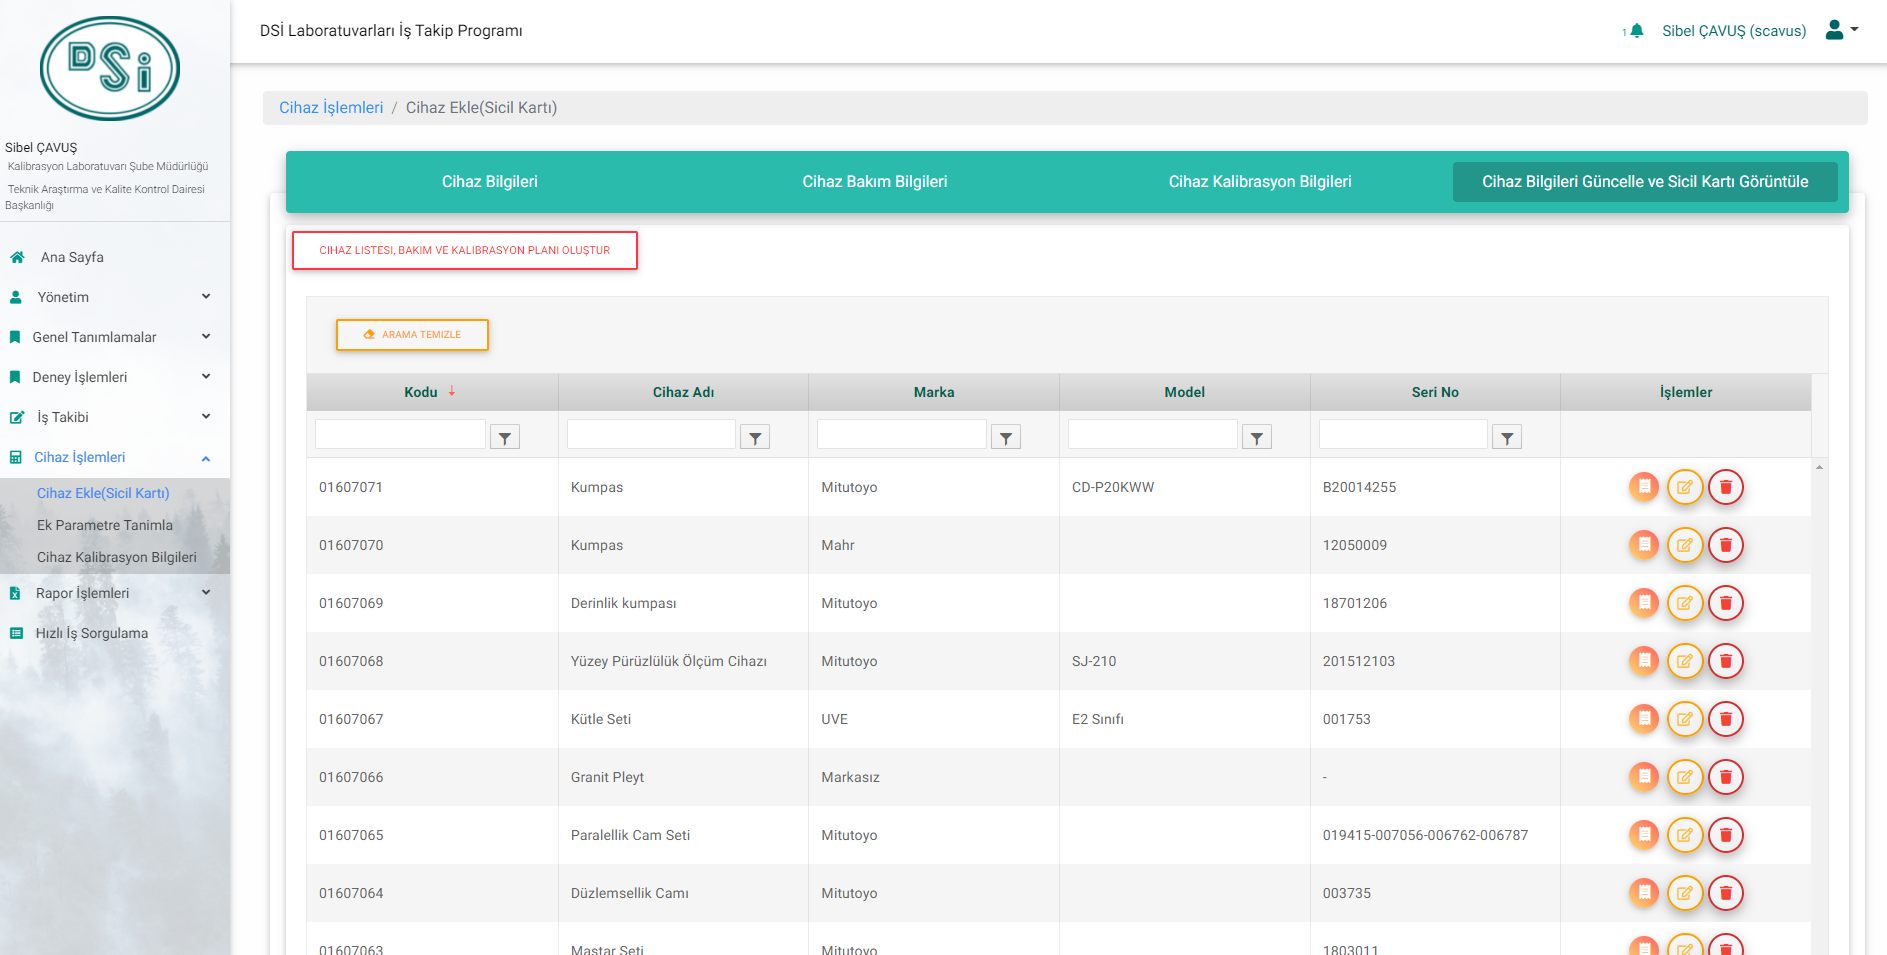 DSi
DSİ Laboratuvarları İş Takip Programı
1
Sibel ÇAVUŞ (scavus)
Sibel ÇAVUŞ
Kalibrasyon Laboratuvarı Şube Müdürlüğü
Teknik Araştırma ve Kalite Kontrol Dairesi
Başkanlığı
Ana Sayfa
Yönetim
Genel Tanımlamalar
Deney İşlemleri
İş Takibi
Cihaz İşlemleri
Cihaz Ekle(Sicil Kartı)
Ek Parametre Tanimla
Cihaz Kalibrasyon Bilgileri
Rapor İşlemleri
Hızlı İş Sorgulama
Cihaz İşlemleri / Cihaz Ekle(Sicil Kartı)
Cihaz Bilgileri
Cihaz Bakım Bilgileri
Cihaz Kalibrasyon Bilgileri
Cihaz Bilgileri Güncelle ve Sicil Kartı Görüntüle
CIHAZ LISTESI, BAKIM VE KALIBRASYON PLANI OLUŞTUR
ARAMA TEMIZLE
Kodu Cihaz Adı Marka Model Seri No İşlemler
01607071 Kumpas Mitutoyo CD-P20KWW B20014255
01607070 Kumpas Mahr 12050009
01607069 Derinlik kumpası Mitutoyo 18701206
01607068 Yüzey Pürüzlülük Ölçüm Cihazı Mitutoyo SJ-210 201512103
01607067 Kütle Seti UVE E2 Sınıfı 001753
01607066 Granit Pleyt Markasız -
01607065 Paralellik Cam Seti Mitutoyo 019415-007056-006762-006787
01607064 Düzlemsellik Camı Mitutoyo 003735
01607063 Mastar Seti Mitutoyo 1803011